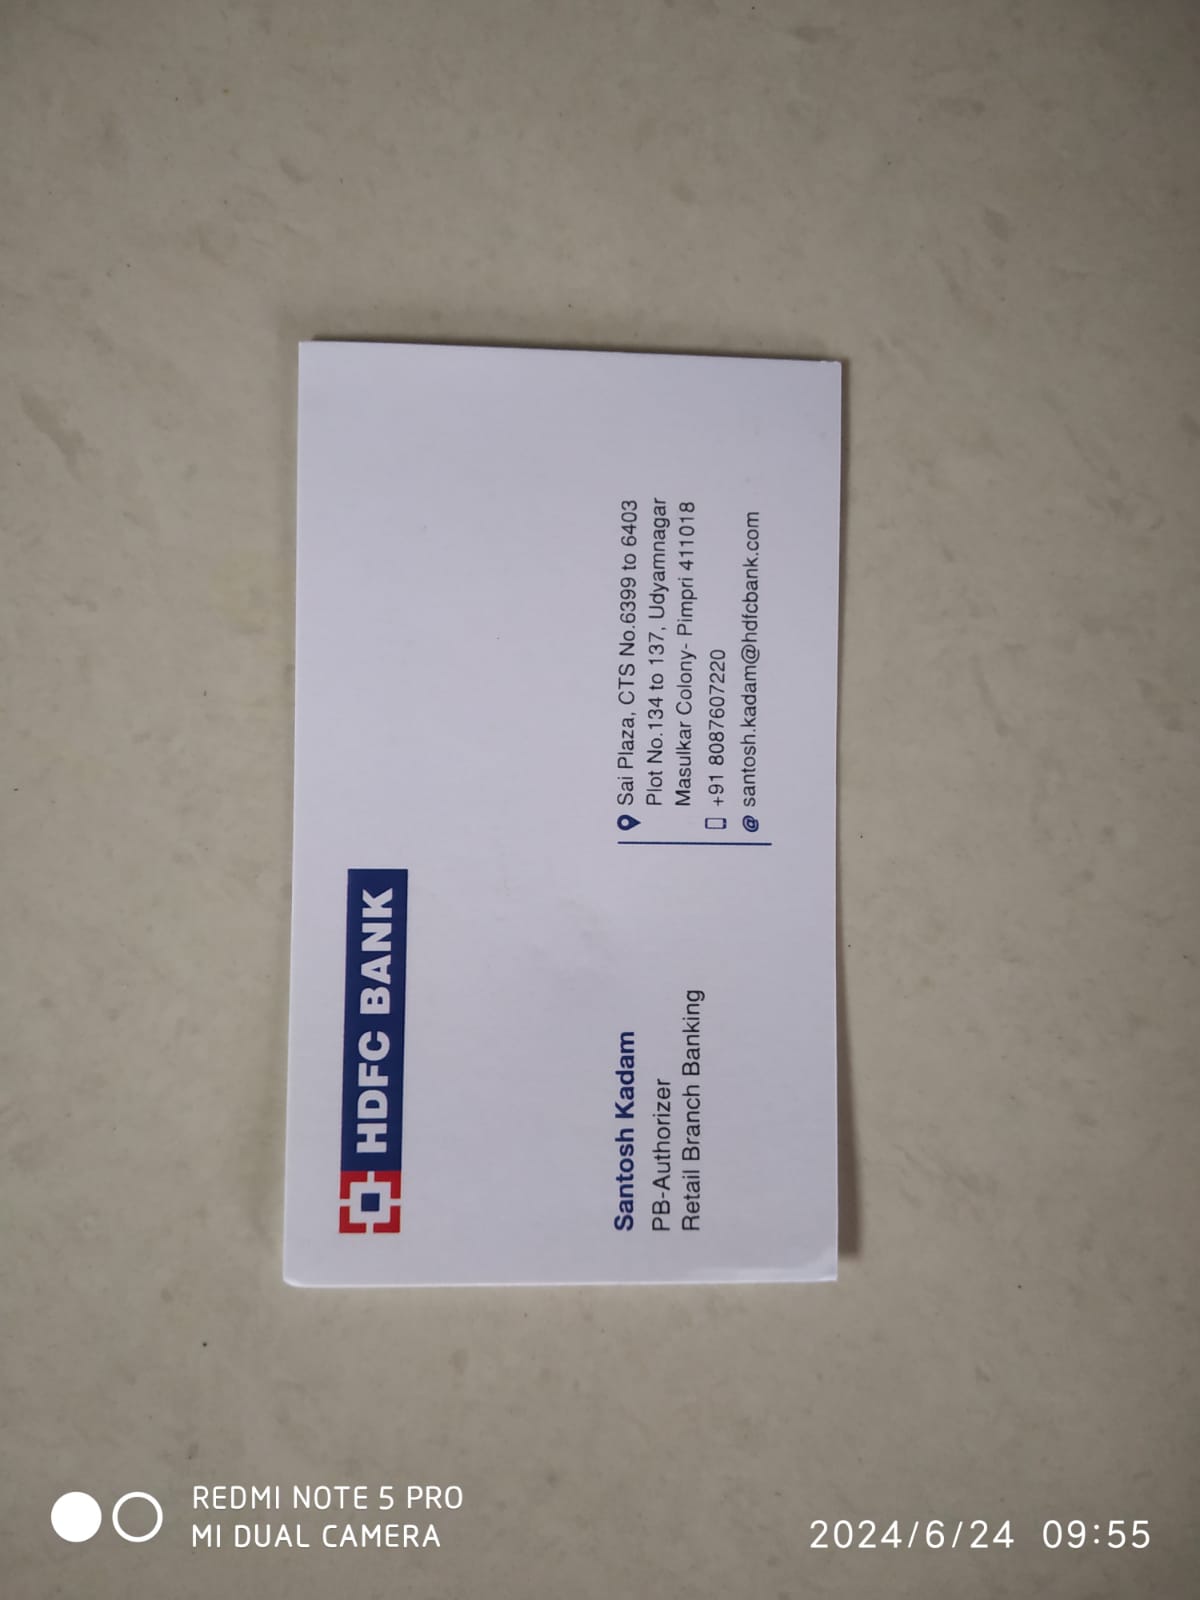 HDFC BANK
Santosh Kadam
PB-Authorizer
Retail Branch Banking
Sai Plaza, CTS No.6399 to 6403
Plot No.134 to 137, Udyamnagar
Masulkar Colony- Pimpri 411018
+91 8087607220
@ santosh.kadam@hdfcbank.com
REDMI NOTE 5 PRO
MI DUAL CAMERA
2024/6/24 09:55